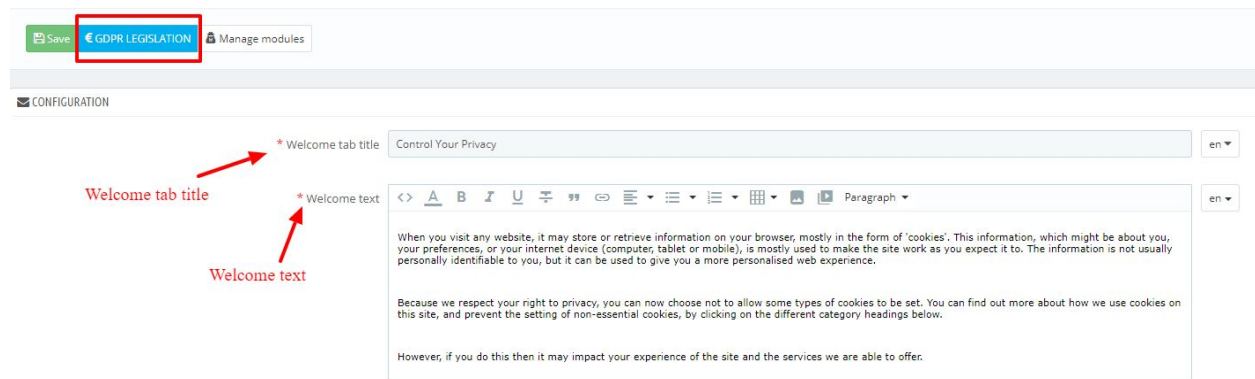 Save € GDPR LEGISLATION Manage modules
CONFIGURATION
* Welcome tab title Control Your Privacy en
Welcome tab title
* Welcome text Paragraph en
Welcome text
When you visit any website, it may store or retrieve information on your browser, mostly in the form of 'cookies'. This information, which might be about you,
your preferences, or your internet device (computer, tablet or mobile), is mostly used to make the site work as you expect it to. The information is not usually
personally identifiable to you, but it can be used to give you a more personalised web experience.
Because we respect your right to privacy, you can now choose not to allow some types of cookies to be set. You can find out more about how we use cookies on
this site, and prevent the setting of non-essential cookies, by clicking on the different category headings below.
However, if you do this then it may impact your experience of the site and the services we are able to offer.